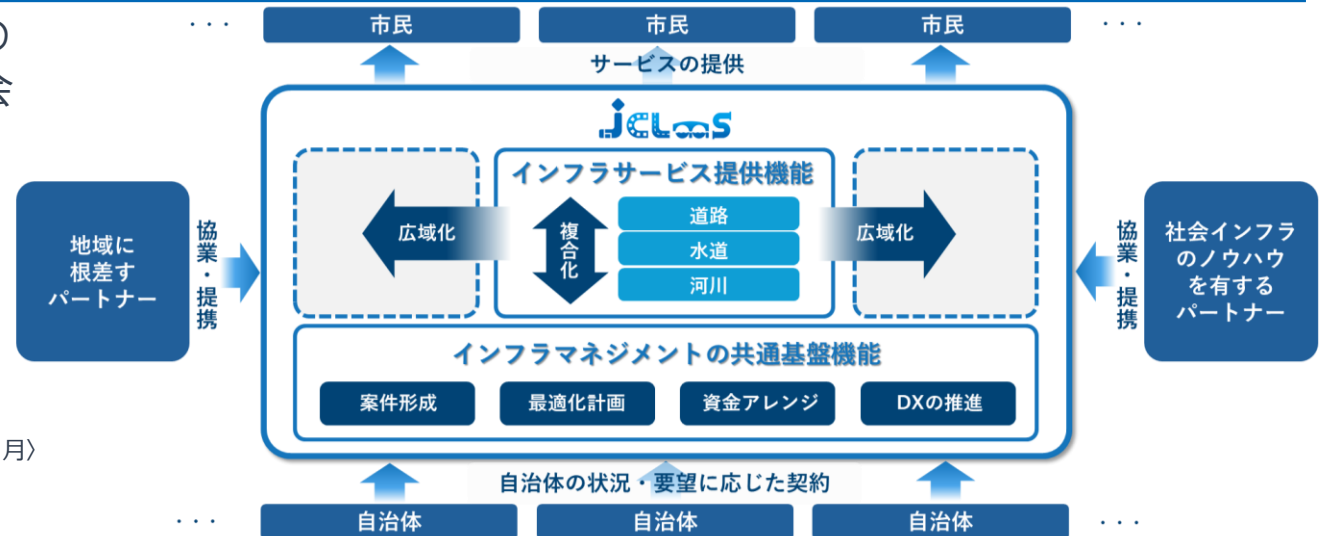 ・・・
市民
市民
市民
・・・
サービスの提供
会
JCLaaS
インフラサービス提供機能
広域化
複合化
道路
水道
河川
広域化
地域に
根差す
パートナー
協業・提携
協業・提携
社会インフラ
のノウハウ
を有する
パートナー
インフラマネジメントの共通基盤機能
案件形成
最適化計画
資金アレンジ
DXの推進
月〉
自治体の状況・要望に応じた契約
・・・
自治体
自治体
自治体
・・・